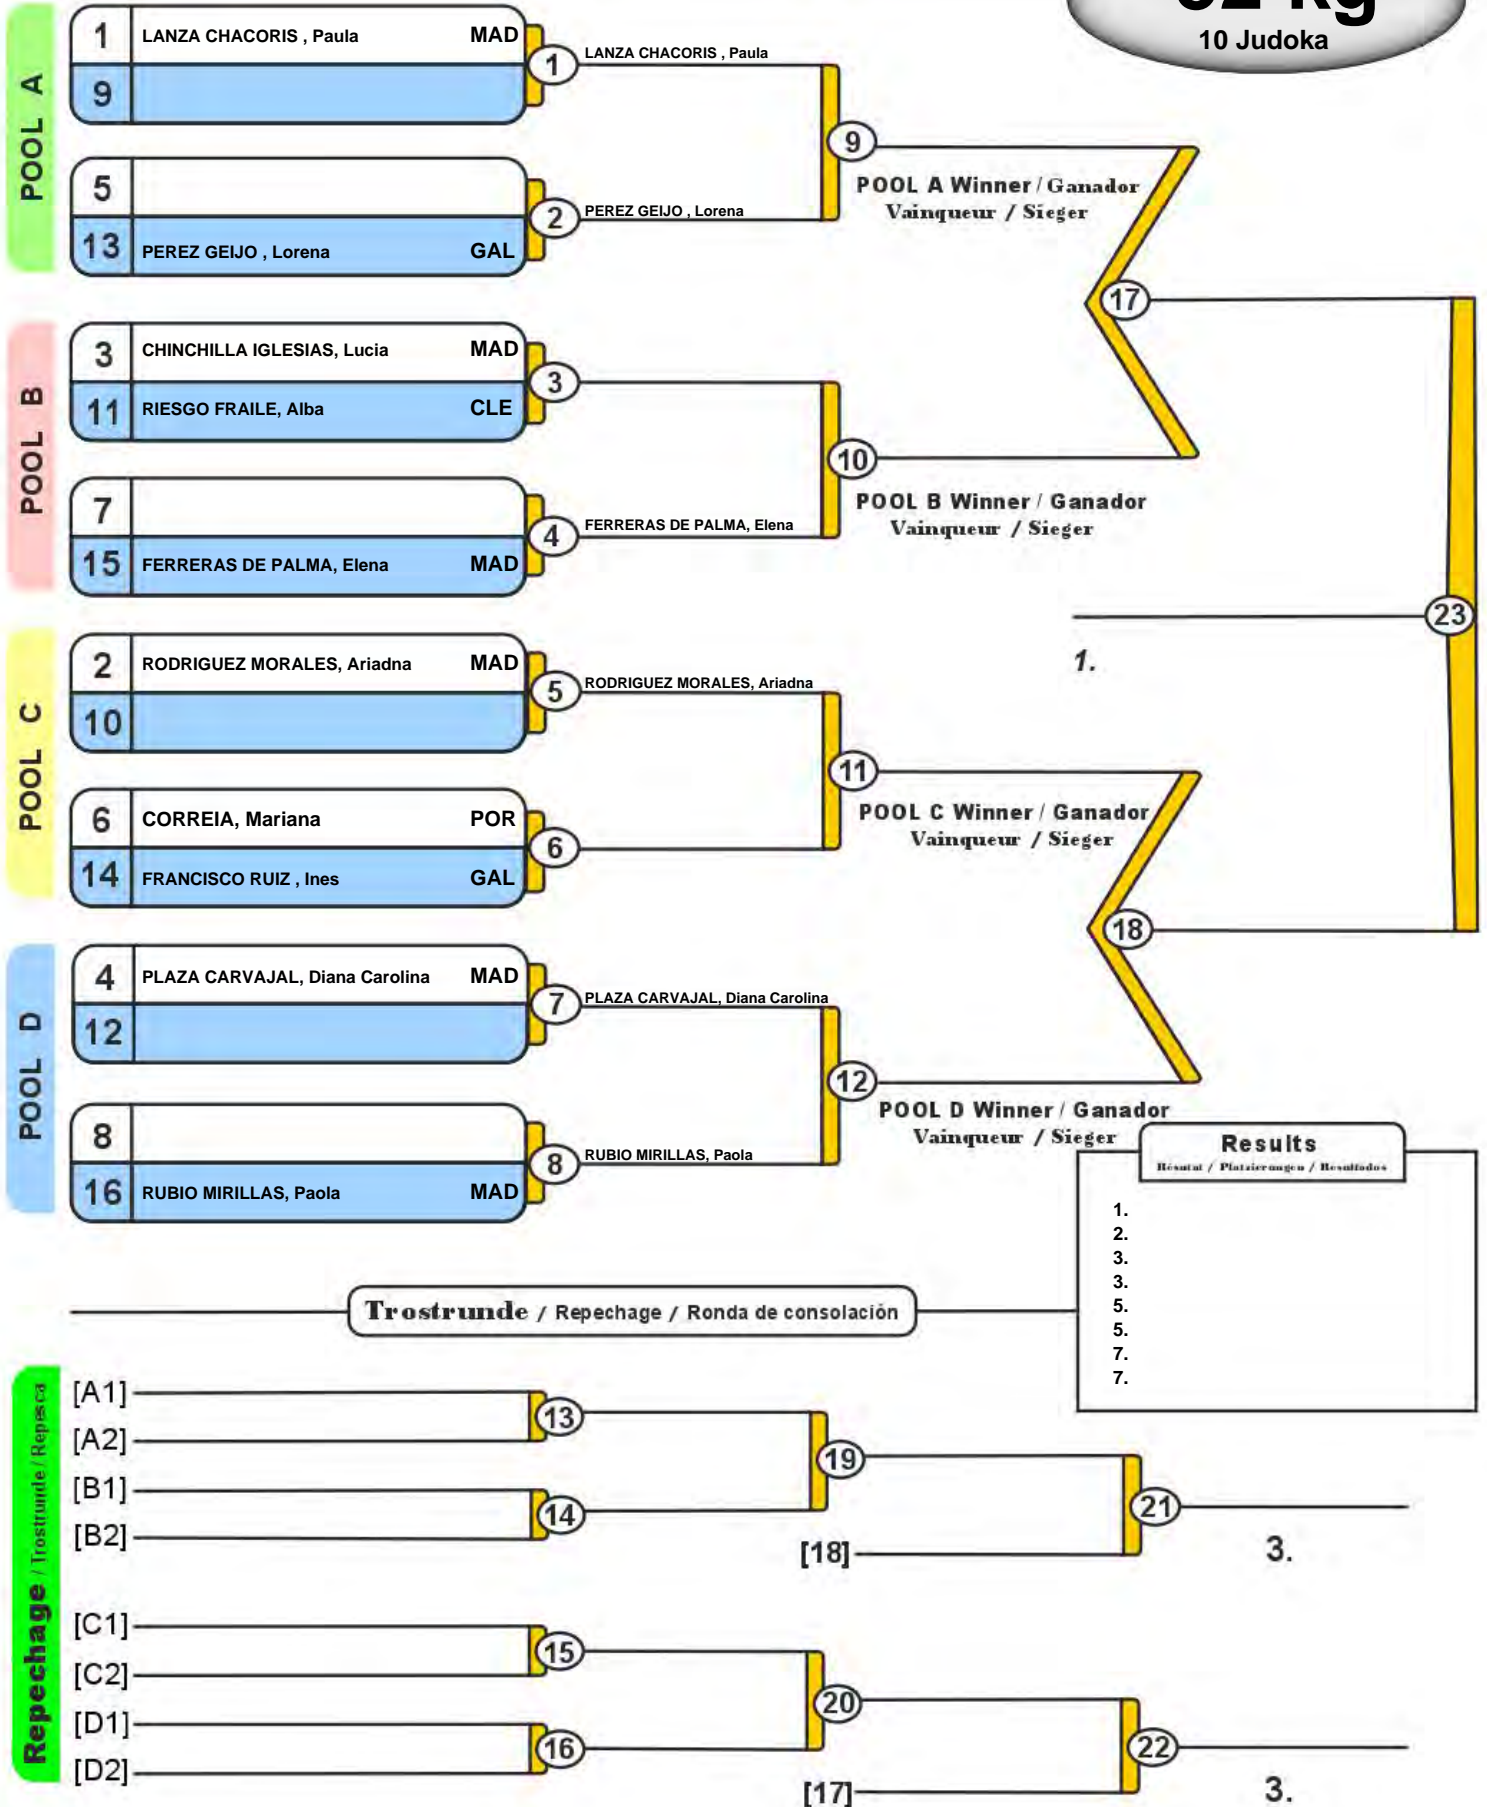 10 Judoka
POOL A
1 LANZA CHACORIS , Paula MAD
9
1
LANZA CHACORIS , Paula
5
13 PEREZ GEIJO , Lorena GAL
2
PEREZ GEIJO , Lorena
9
POOL A Winner / Ganador
Vainqueur / Sieger
POOL B
3 CHINCHILLA IGLESIAS, Lucia MAD
11 RIESGO FRAILE, Alba CLE
3
7
15 FERRERAS DE PALMA, Elena MAD
4
FERRERAS DE PALMA, Elena
10
POOL B Winner / Ganador
Vainqueur / Sieger
17
23
1.
POOL C
2 RODRIGUEZ MORALES, Ariadna MAD
10
5
RODRIGUEZ MORALES, Ariadna
6 CORREIA, Mariana POR
14 FRANCISCO RUIZ , Ines GAL
6
11
POOL C Winner / Ganador
Vainqueur / Sieger
18
POOL D
4 PLAZA CARVAJAL, Diana Carolina MAD
12
7
PLAZA CARVAJAL, Diana Carolina
8
16 RUBIO MIRILLAS, Paola MAD
8
RUBIO MIRILLAS, Paola
12
POOL D Winner / Ganador
Vainqueur / Sieger
Results
Résutat / Platzierungen / Resultados
1.
2.
3.
3.
5.
5.
7.
7.
Trostrunde / Repechage / Ronda de consolación
Repechage / Trostrunde / Repesca
[A1]
[A2]
13
[B1]
[B2]
14
19
[18]
21
3.
[C1]
[C2]
15
[D1]
[D2]
16
20
[17]
22
3.